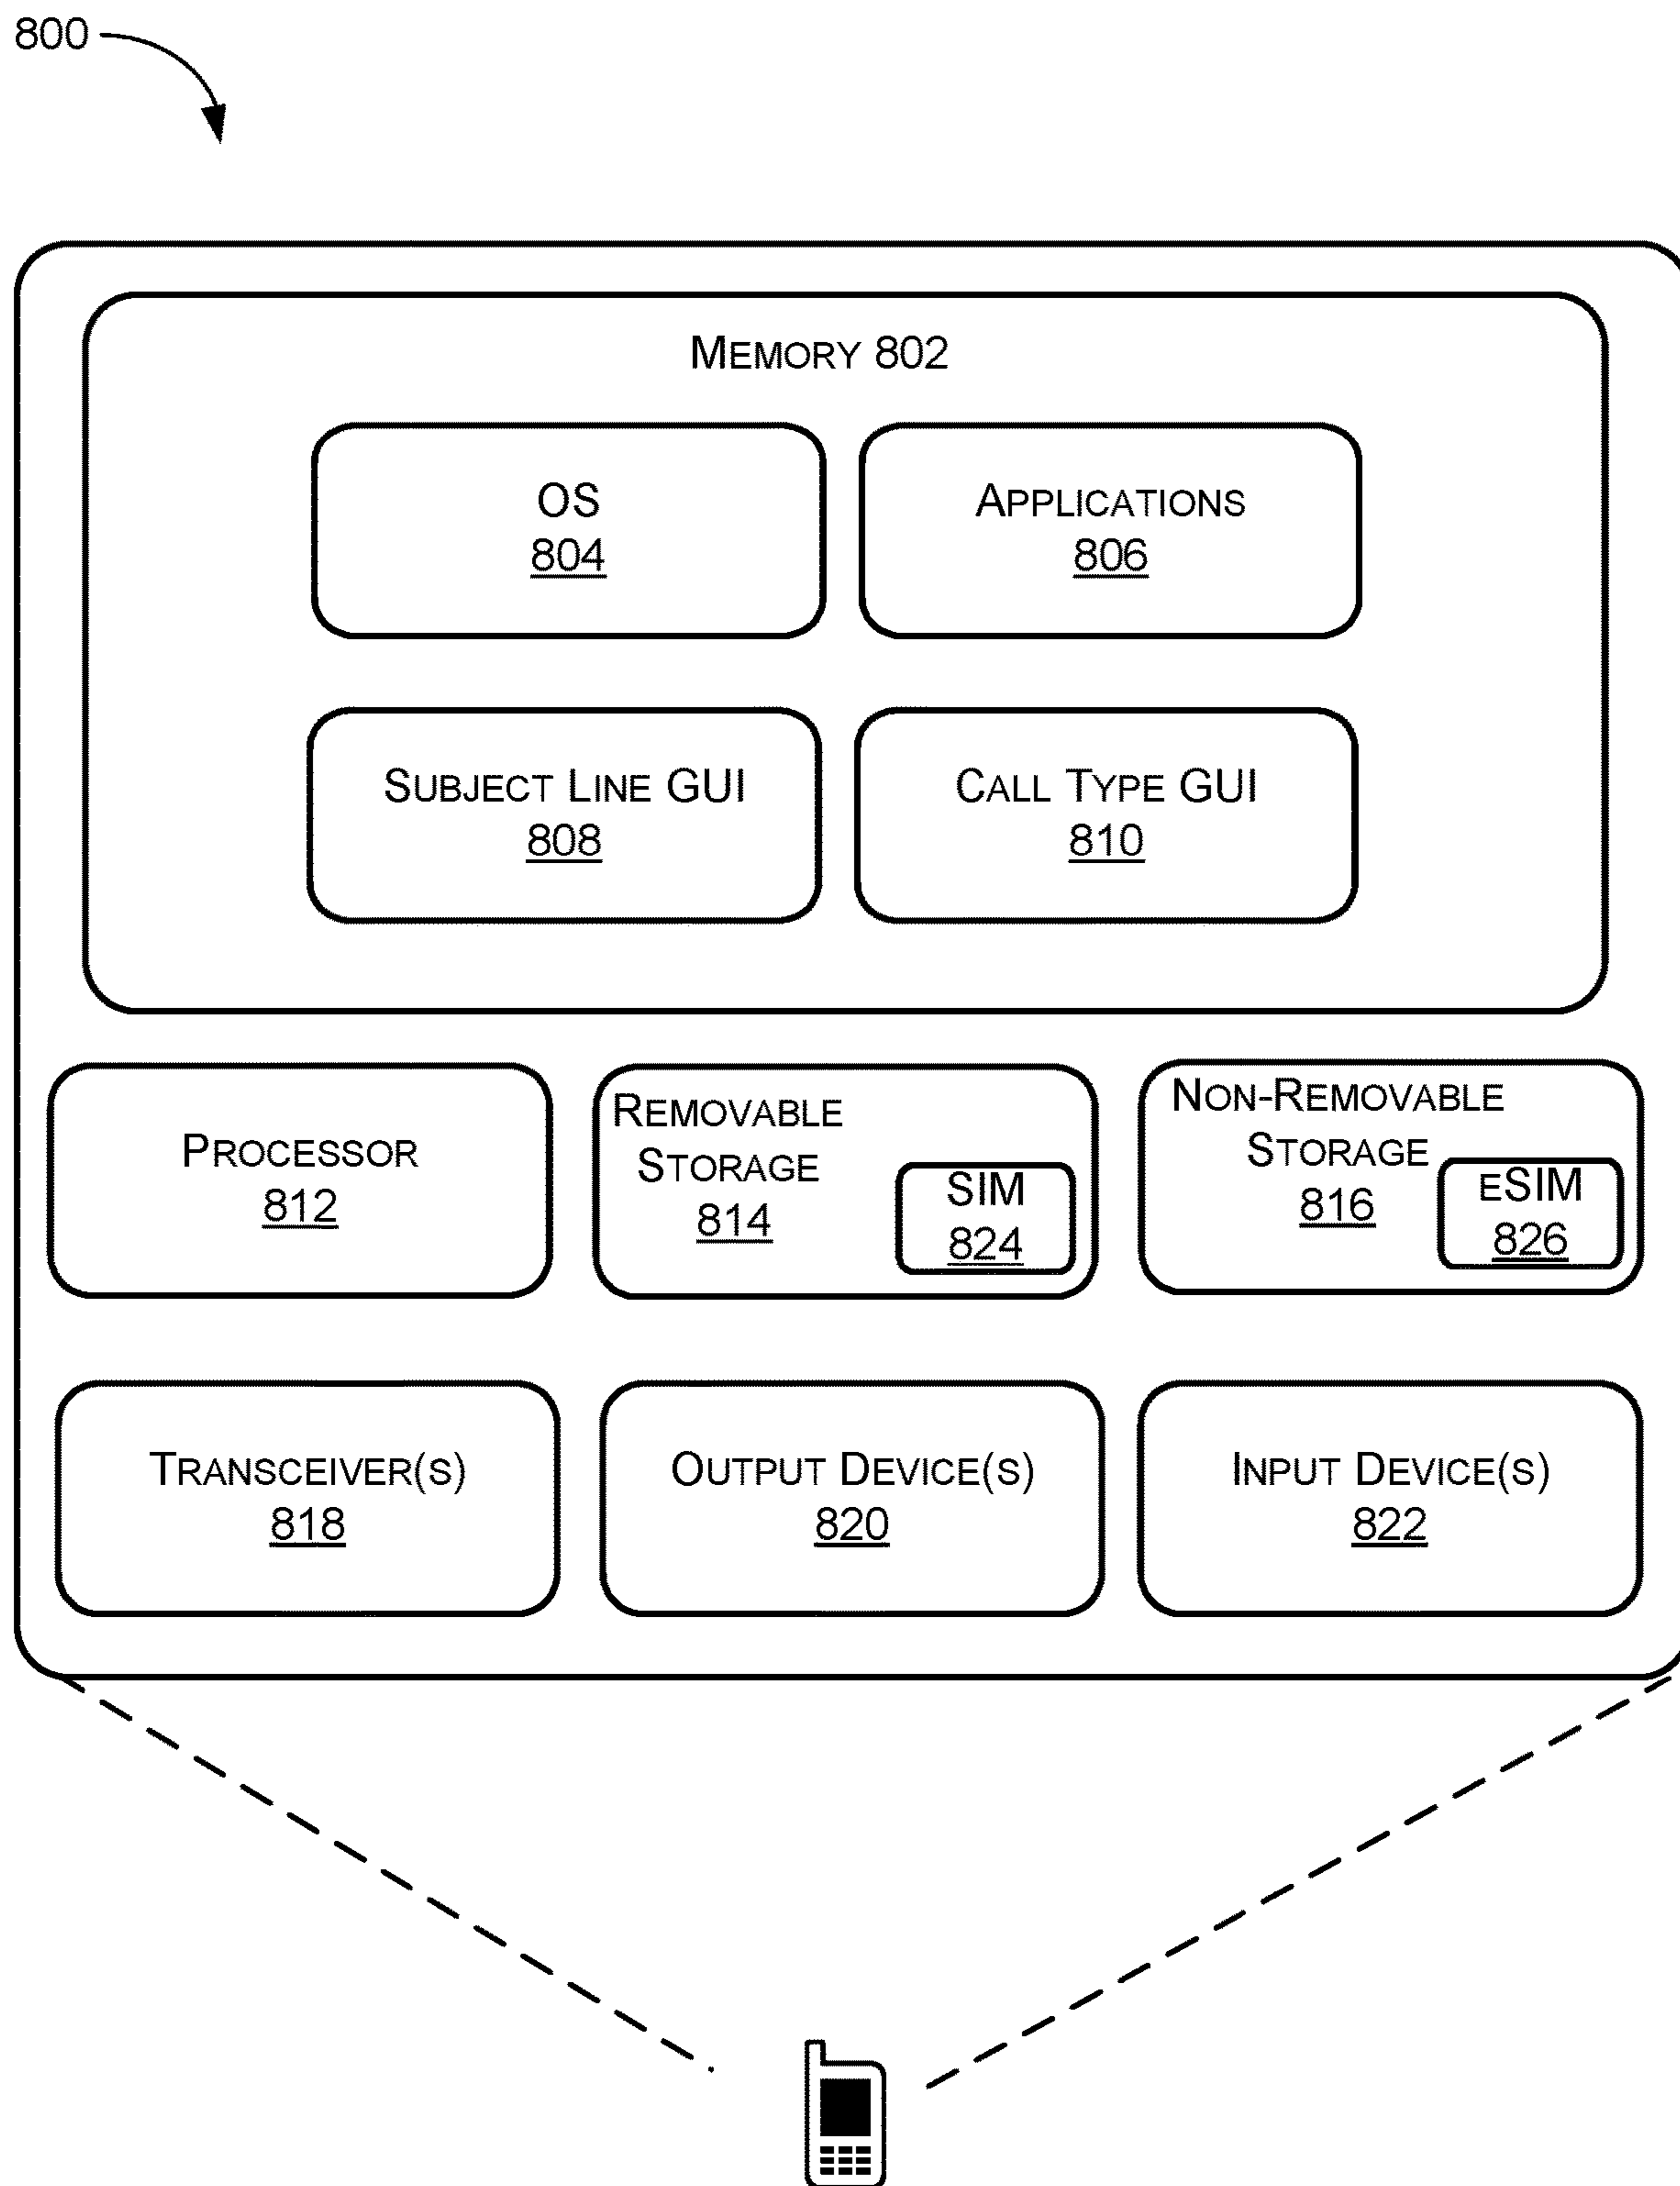 800
MEMORY 802
OS
804
APPLICATIONS
806
SUBJECT LINE GUI
808
CALL TYPE GUI
810
PROCESSOR
812
REMOVABLE
STORAGE
814
SIM
824
NON-REMOVABLE
STORAGE
816
eSIM
826
TRANSCEIVER(S)
818
OUTPUT DEVICE(S)
820
INPUT DEVICE(S)
822